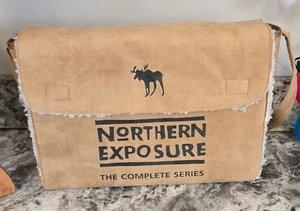 NORTHERN
EXPOSURE
THE COMPLETE SERIES